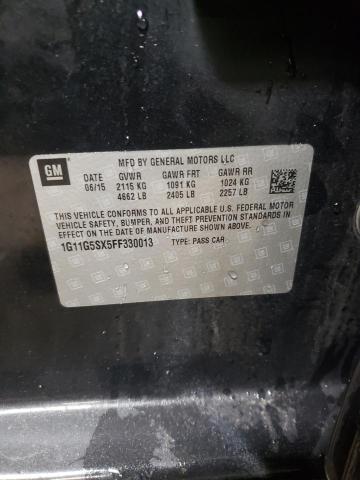 GM
MFD BY GENERAL MOTORS LLC
DATE GVWR GAWR FRT GAWR RR
06/15 2115 KG 1091 KG 1024 KG
4662 LB 2405 LB 2257 LB
THIS VEHICLE CONFORMS TO ALL APPLICABLE U.S. FEDERAL MOTOR
VEHICLE SAFETY, BUMPER, AND THEFT PREVENTION STANDARDS IN
EFFECT ON THE DATE OF MANUFACTURE SHOWN ABOVE.
1G11G5SX5FF330013 TYPE: PASS CAR